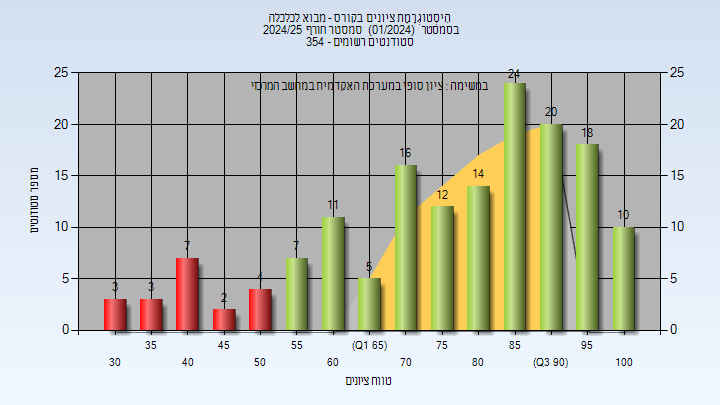 היסטוגרמת ציונים בקורס - מבוא לכלכלה
בסמסטר (01/2024) סמסטר חורף 2024/25
סטודנטים רשומים - 354
במשימה : ציון סופי במערכת האקדמית במחשב המרכזי
מספר סטודנטים
25 20 15 10 5 0
25 20 15 10 5 0
3 3 7 2 4 7 11 5 16 12 14 24 20 18 10
35 45 55 (Q1 65) 75 85 95
30 40 50 60 70 80 (Q3 90) 100
טווח ציונים